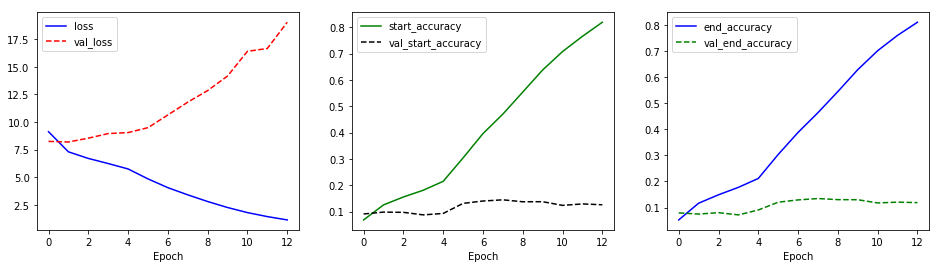 loss
val_loss
17.5
15.0
12.5
10.0
7.5
5.0
2.5
0 2 4 6 8 10 12
Epoch
start_accuracy
val_start_accuracy
0.8
0.7
0.6
0.5
0.4
0.3
0.2
0.1
0 2 4 6 8 10 12
Epoch
end_accuracy
val_end_accuracy
0.8
0.7
0.6
0.5
0.4
0.3
0.2
0.1
0 2 4 6 8 10 12
Epoch